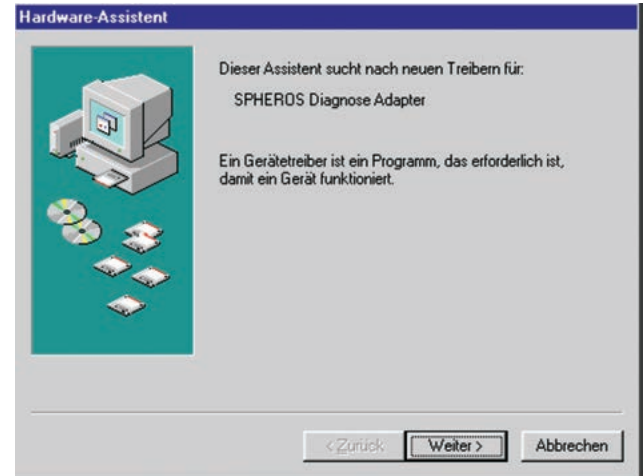 Hardware-Assistent
Dieser Assistent sucht nach neuen Treibern für:
SPHEROS Diagnose Adapter
Ein Gerätetreiber ist ein Programm, das erforderlich ist,
damit ein Gerät funktioniert.
< Zurück
Weiter >
Abbrechen